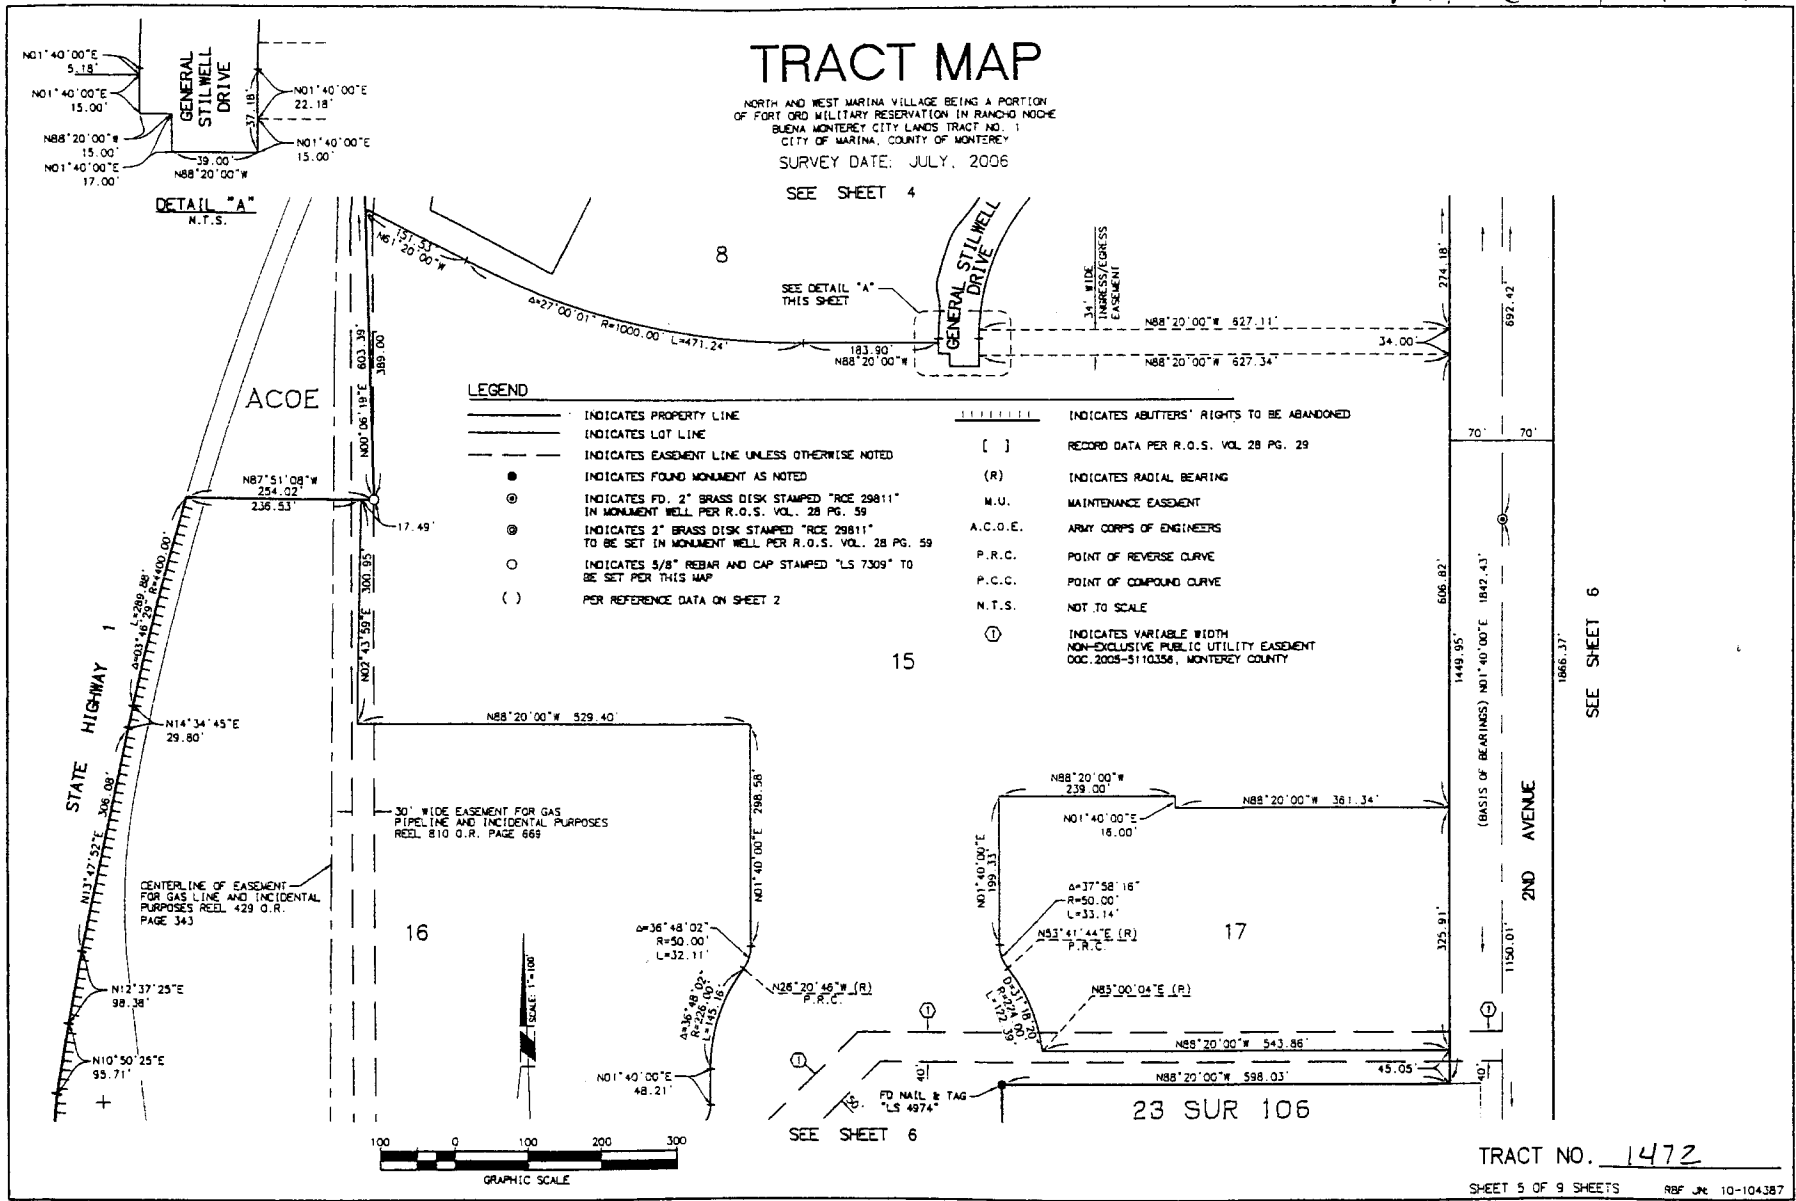 TRACT MAP
NORTH AND WEST MARINA VILLAGE BEING A PORTION
OF FORT ORD MILITARY RESERVATION IN RANCHO NOCHE
BUENA MONTEREY CITY LANDS TRACT NO. 1
CITY OF MARINA, COUNTY OF MONTEREY
SURVEY DATE: JULY, 2006
SEE SHEET 4
N01°40'00"E
5.18'
N01°40'00"E
15.00'
N88°20'00"W
15.00'
N01°40'00"E
17.00'
GENERAL
STILWELL
DRIVE
37.18'
N01°40'00"E
22.18'
N01°40'00"E
15.00'
39.00'
N88°20'00"W
DETAIL "A"
N.T.S.
151.53'
N61°20'00"W
Δ=27°00'01" R=1000.00' L=471.24'
8
SEE DETAIL "A"
THIS SHEET
183.90'
N88°20'00"W
GENERAL STILWELL
DRIVE
34' WIDE
INGRESS/EGRESS
EASEMENT
N88°20'00"W 627.11'
34.00'
N88°20'00"W 627.34'
274.18'
692.42'
70' 70'
ACOE
N00°06'19"E 603.39'
389.00'
N87°51'08"W
254.02'
236.53'
17.49'
LEGEND
INDICATES PROPERTY LINE
INDICATES LOT LINE
INDICATES EASEMENT LINE UNLESS OTHERWISE NOTED
INDICATES FOUND MONUMENT AS NOTED
INDICATES FD. 2" BRASS DISK STAMPED "RCE 29811"
IN MONUMENT WELL PER R.O.S. VOL. 28 PG. 59
INDICATES 2" BRASS DISK STAMPED "RCE 29811"
TO BE SET IN MONUMENT WELL PER R.O.S. VOL. 28 PG. 59
INDICATES 5/8" REBAR AND CAP STAMPED "LS 7309" TO
BE SET PER THIS MAP
( ) PER REFERENCE DATA ON SHEET 2
INDICATES ABUTTERS' RIGHTS TO BE ABANDONED
[ ] RECORD DATA PER R.O.S. VOL 28 PG. 29
(R) INDICATES RADIAL BEARING
M.U. MAINTENANCE EASEMENT
A.C.O.E. ARMY CORPS OF ENGINEERS
P.R.C. POINT OF REVERSE CURVE
P.C.C. POINT OF COMPOUND CURVE
N.T.S. NOT TO SCALE
1 INDICATES VARIABLE WIDTH
NON-EXCLUSIVE PUBLIC UTILITY EASEMENT
DOC.2005-5110356, MONTEREY COUNTY
Δ=03°46'29" R=4400.00'
L=289.88'
STATE HIGHWAY 1
N02°43'59"E 300.95'
15
606.82'
1449.95'
(BASIS OF BEARINGS) N01°40'00"E 1842.43'
1866.37'
SEE SHEET 6
2ND AVENUE
N14°34'45"E
29.80'
N88°20'00"W 529.40'
N13°47'52"E 306.08'
30' WIDE EASEMENT FOR GAS
PIPELINE AND INCIDENTAL PURPOSES
REEL 810 O.R. PAGE 669
CENTERLINE OF EASEMENT
FOR GAS LINE AND INCIDENTAL
PURPOSES REEL 429 O.R.
PAGE 343
N01°40'00"E 298.58'
N88°20'00"W
239.00'
N88°20'00"W 361.34'
N01°40'00"E
16.00'
N01°40'00"E
199.33'
Δ=37°58'16"
R=50.00'
L=33.14'
N53°41'44"E (R)
P.R.C.
16
Δ=36°48'02"
R=50.00'
L=32.11'
17
325.91'
1150.01'
N12°37'25"E
98.38'
SCALE: 1"=100'
Δ=36°48'02"
R=226.00'
L=145.16'
N26°20'46"W (R)
P.R.C.
D=31°18'20"
R=224.00'
L=122.39'
N85°00'04"E (R)
1
1
1
N10°50'25"E
95.71'
N01°40'00"E
48.21'
N88°20'00"W 543.86'
40'
45.05'
N88°20'00"W 598.03'
40'
FD NAIL & TAG
"LS 4974"
23 SUR 106
SEE SHEET 6
100 0 100 200 300
GRAPHIC SCALE
TRACT NO. 1472
SHEET 5 OF 9 SHEETS RBF JN: 10-104387